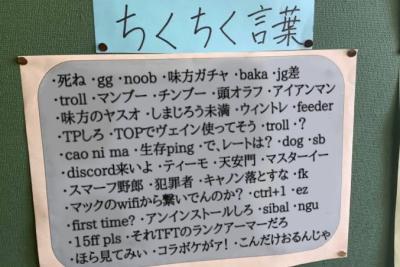 ちくちく言葉
・死ね ・gg ・noob ・味方ガチャ ・baka ・jg差
・troll ・マンブー ・チンブー ・頭オラフ ・アイアンマン
・味方のヤスオ ・しまじろう未満 ・ウィントレ ・feeder
・TPしろ ・TOPでヴェイン使ってそう ・troll ・?
・cao ni ma ・生存ping ・で、レートは? ・dog ・sb
・discord来いよ ・ティーモ ・天安門 ・マスターイー
・スマーフ野郎 ・犯罪者 ・キャノン落とすな ・fk
・マックのwifiから繋いでんのか? ・ctrl+1 ・ez
・first time? ・アンインストールしろ ・sibal ・ngu
・15ff pls ・それTFTのランクアーマーだろ
・ほら見てみぃ ・コラボケがァ! ・こんだけおるんじゃ